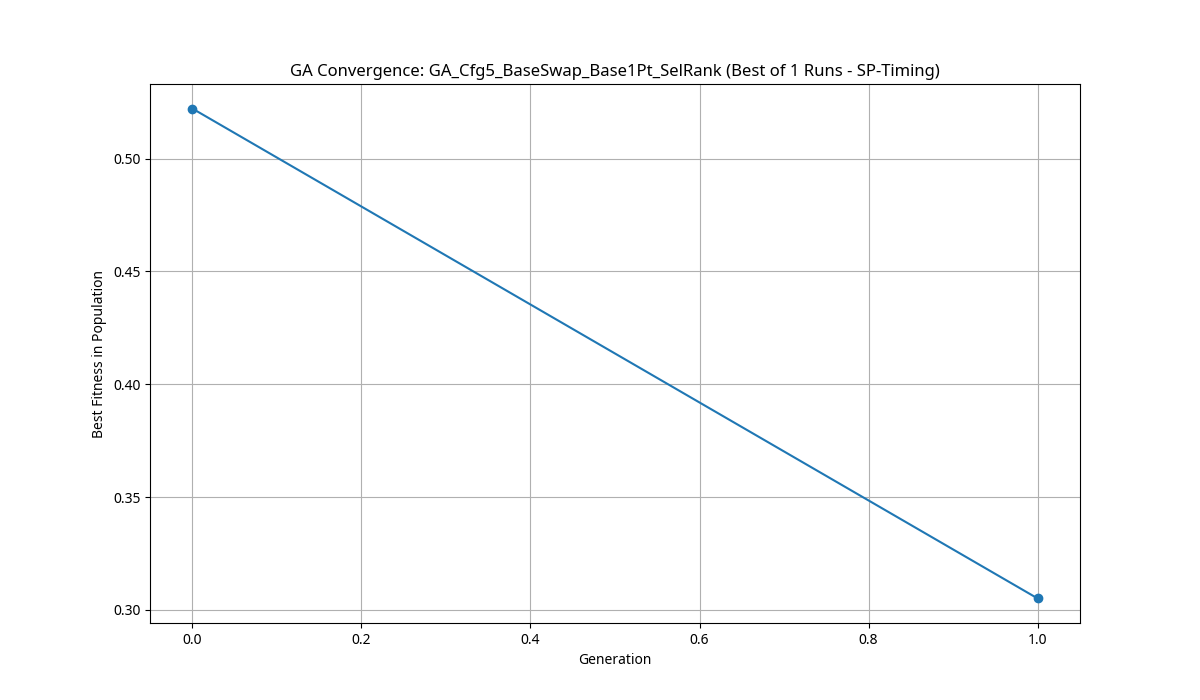 GA Convergence: GA_Cfg5_BaseSwap_Base1Pt_SelRank (Best of 1 Runs - SP-Timing)
Best Fitness in Population
0.50
0.45
0.40
0.35
0.30
0.0 0.2 0.4 0.6 0.8 1.0
Generation